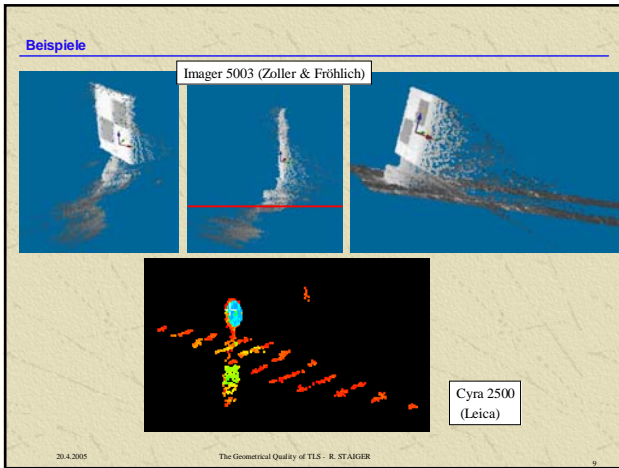 Beispiele
Imager 5003 (Zoller & Fröhlich)
Cyra 2500
(Leica)
20.4.2005
The Geometrical Quality of TLS - R. STAIGER
9